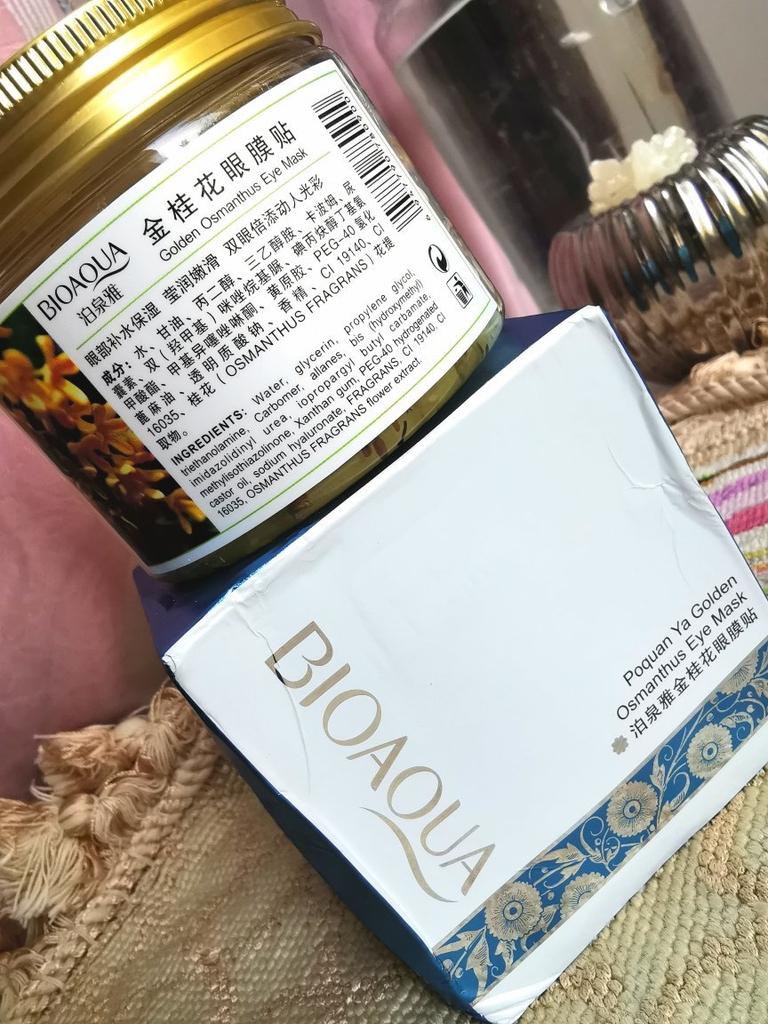 BIOAQUA
泊泉雅
金桂花眼膜贴
Golden Osmanthus Eye Mask
眼部补水保湿 莹润嫩滑 双眼倍添动人光彩
成分：水、甘油、丙二醇、三乙醇胺、卡波姆、尿
囊素、双（羟甲基）咪唑烷基脲、碘丙炔醇丁基氨
甲酸酯、甲基异噻唑啉酮、黄原胶、PEG-40 氢化
蓖麻油、透明质酸钠、香精、CI 19140、CI
16035、桂花（OSMANTHUS FRAGRANS）花提
取物。
INGREDIENTS: Water, glycerin, propylene glycol,
triethanolamine, Carbomer, atlanes, bis (hydroxymethyl)
imidazolidinyl urea, iopropargyl butyl carbamate,
methylisothiazolinone, Xanthan gum, PEG-40 hydrogenated
castor oil, sodium hyaluronate, FRAGRANS, CI 19140, CI
16035, OSMANTHUS FRAGRANS flower extract.
BIOAQUA
Poquan Ya Golden
Osmanthus Eye Mask
泊泉雅金桂花眼膜贴